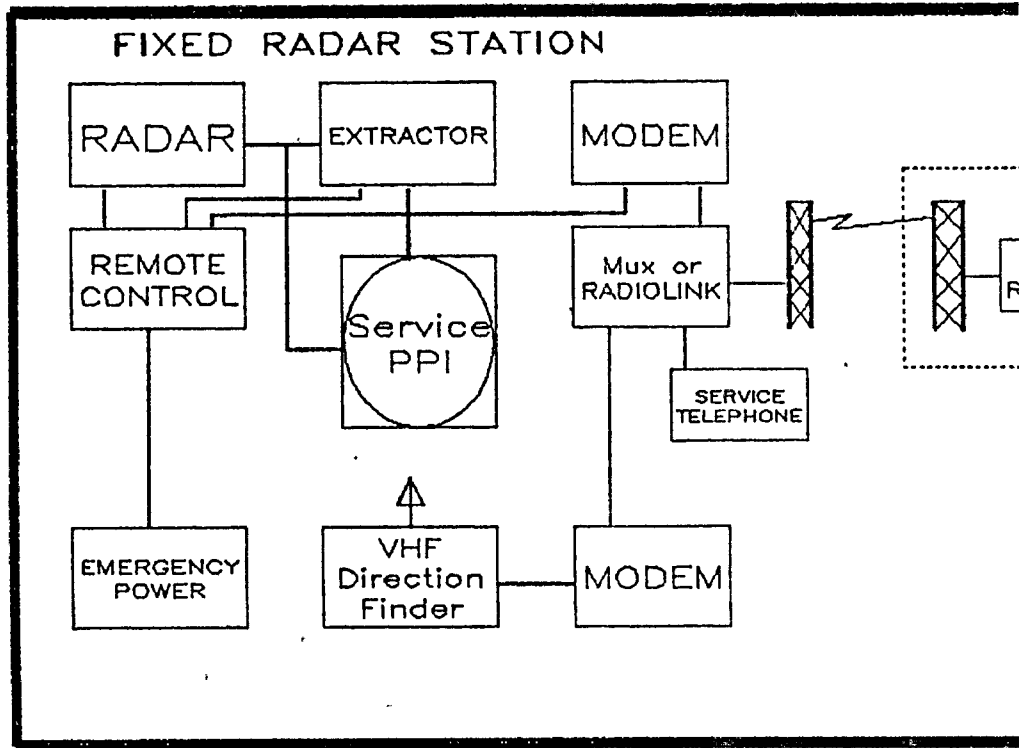 FIXED RADAR STATION
RADAR
EXTRACTOR
MODEM
REMOTE
CONTROL
Mux or
RADIOLINK
R
Service
PPI
SERVICE
TELEPHONE
EMERGENCY
POWER
VHF
Direction
Finder
MODEM